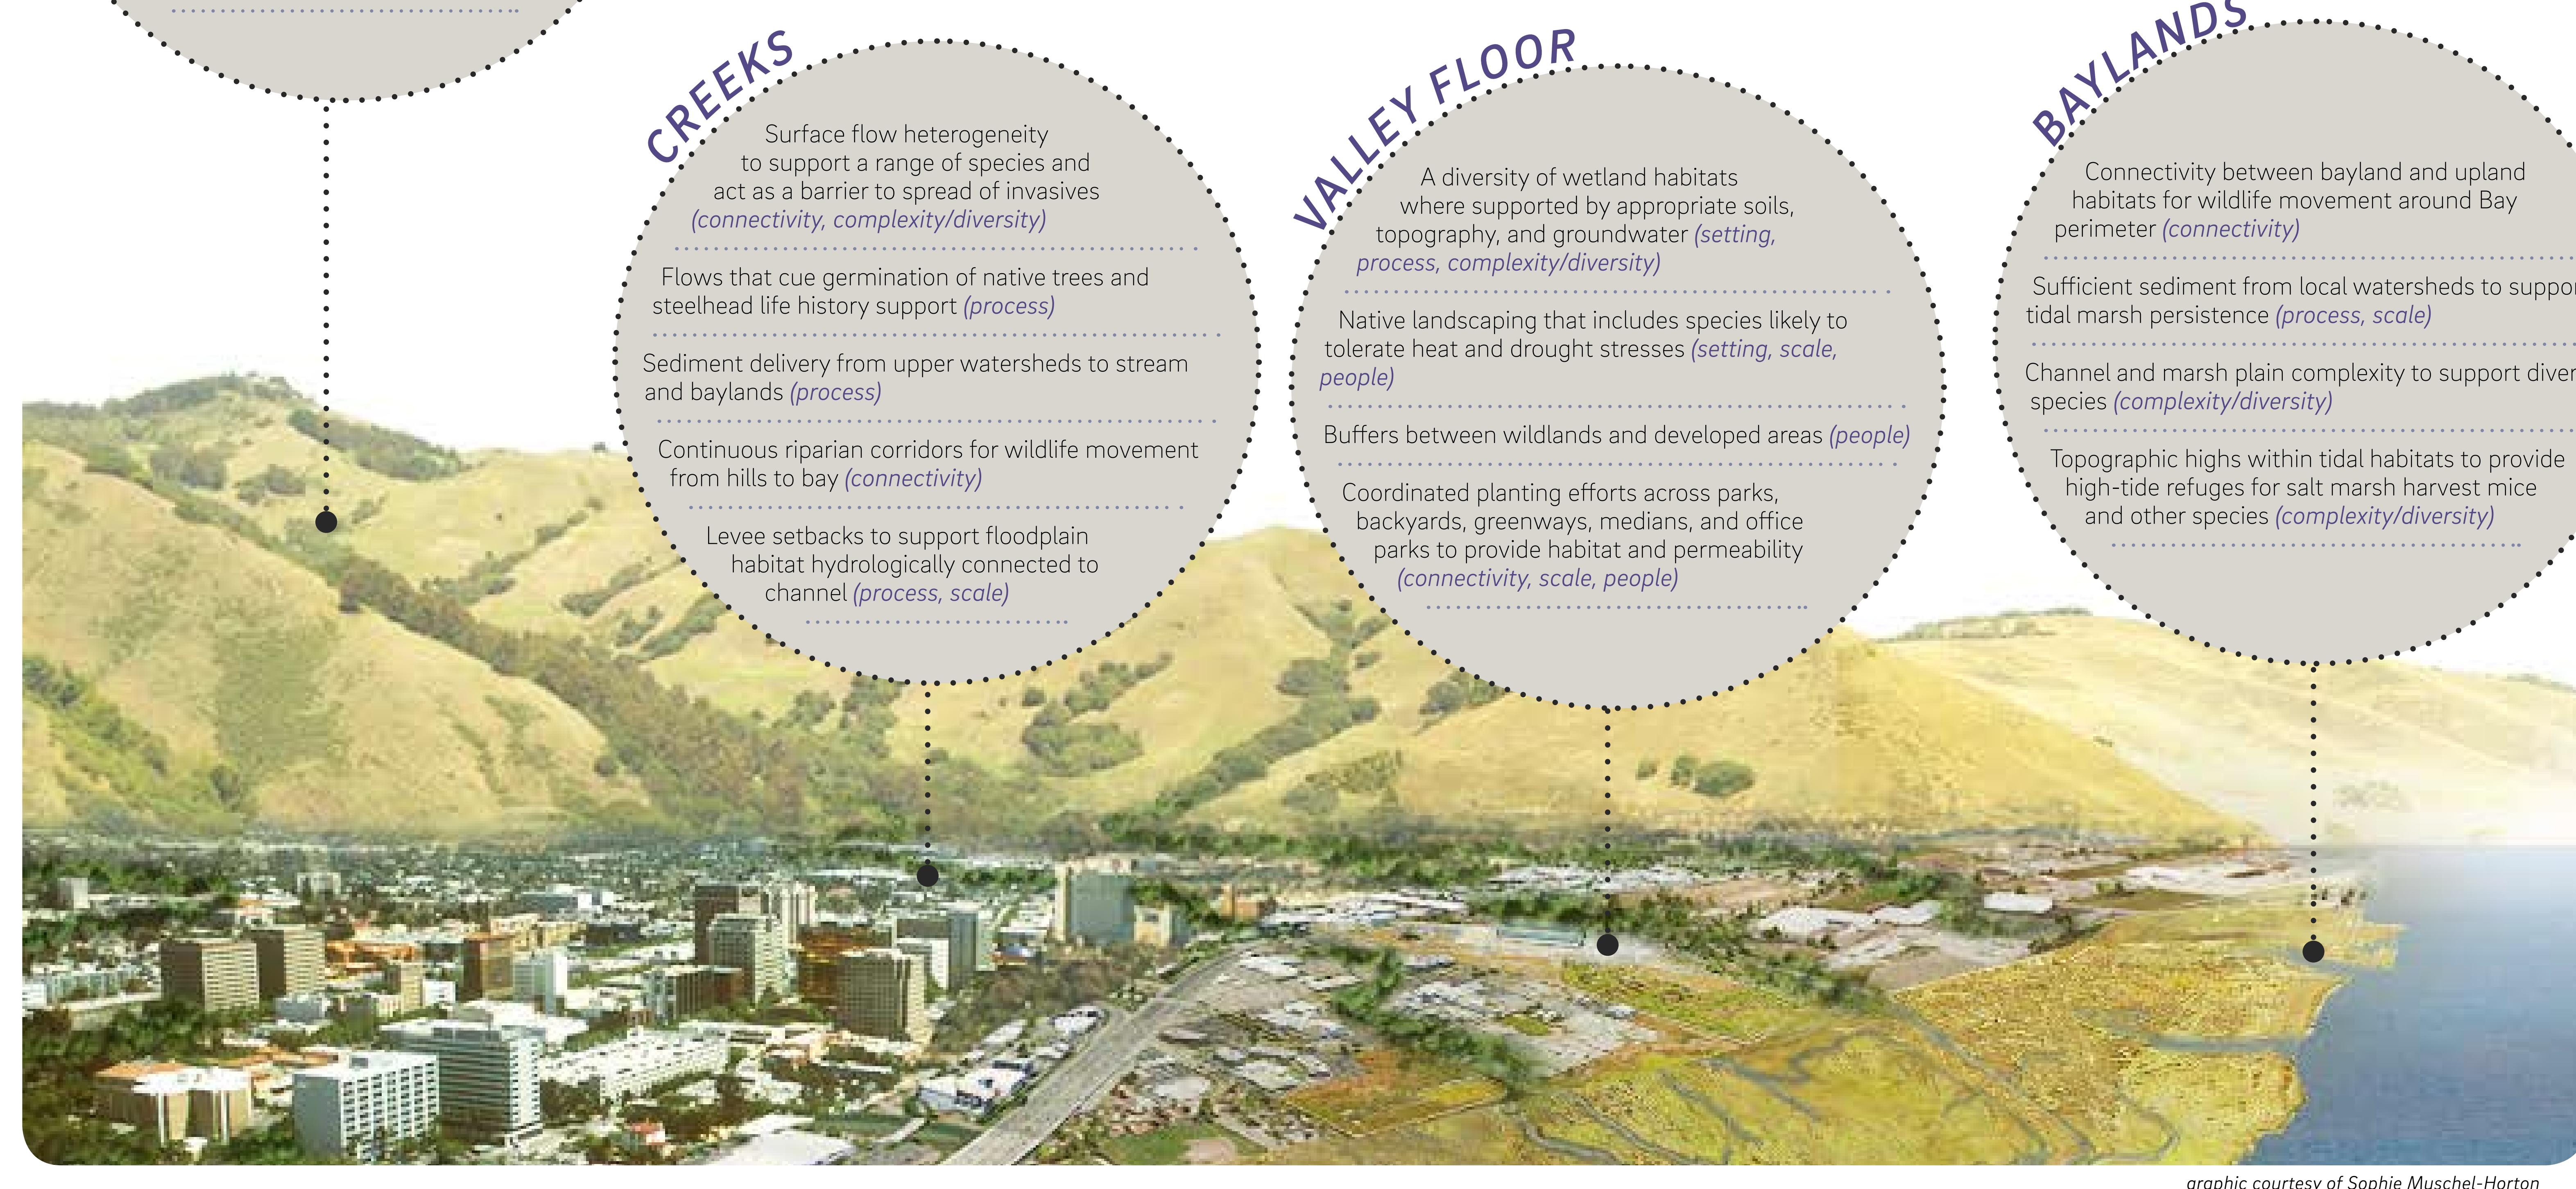 CREEKS
Surface flow heterogeneity
to support a range of species and
act as a barrier to spread of invasives
(connectivity, complexity/diversity)
Flows that cue germination of native trees and
steelhead life history support (process)
Sediment delivery from upper watersheds to stream
and baylands (process)
Continuous riparian corridors for wildlife movement
from hills to bay (connectivity)
Levee setbacks to support floodplain
habitat hydrologically connected to
channel (process, scale)
VALLEY FLOOR
A diversity of wetland habitats
where supported by appropriate soils,
topography, and groundwater (setting,
process, complexity/diversity)
Native landscaping that includes species likely to
tolerate heat and drought stresses (setting, scale,
people)
Buffers between wildlands and developed areas (people)
Coordinated planting efforts across parks,
backyards, greenways, medians, and office
parks to provide habitat and permeability
(connectivity, scale, people)
BAYLANDS
Connectivity between bayland and upland
habitats for wildlife movement around Bay
perimeter (connectivity)
Sufficient sediment from local watersheds to
tidal marsh persistence (process, scale)
Channel and marsh plain complexity to support
species (complexity/diversity)
Topographic highs within tidal habitats to provide
high-tide refuges for salt marsh harvest mice
and other species (complexity/diversity)
graphic courtesy of Sophie Muschel-Horton